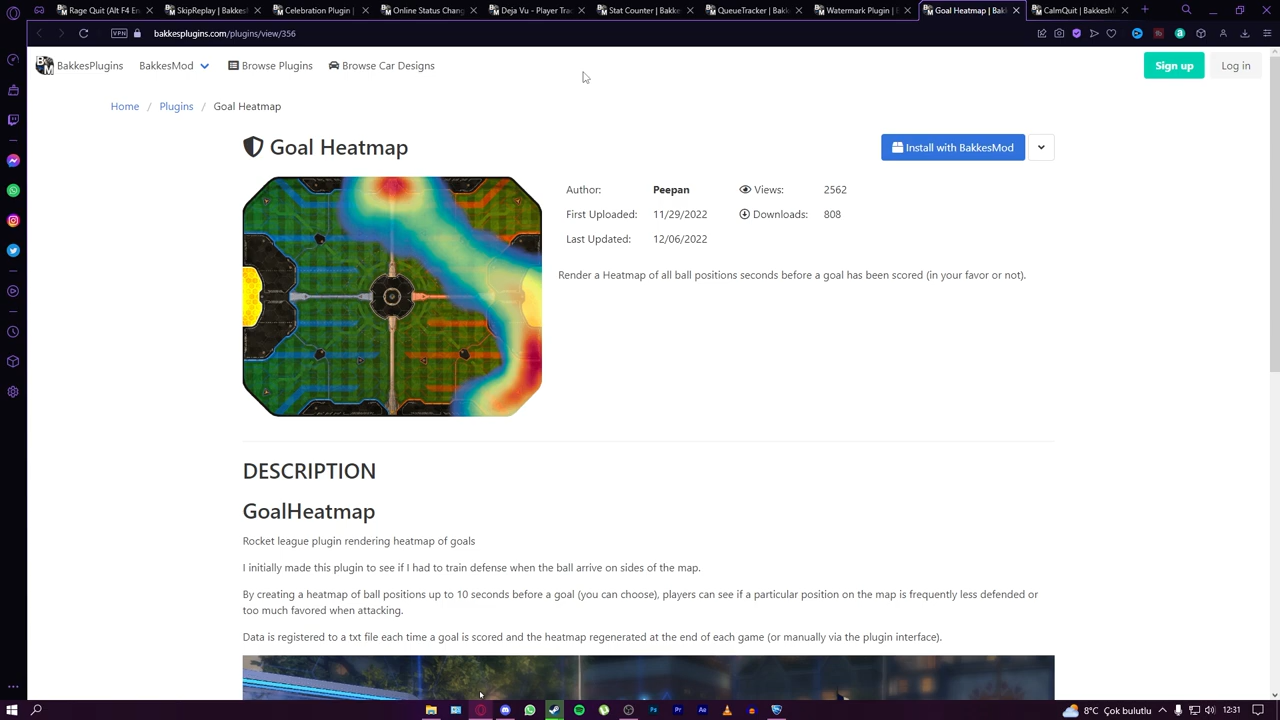 Rage Quit (Alt F4 En
SkipReplay | Bakkes
Celebration Plugin |
Online Status Chang
Deja Vu - Player Trac
Stat Counter | Bakke
QueueTracker | Bakk
Watermark Plugin |
Goal Heatmap | Bakk
CalmQuit | BakkesM
VPN
bakkesplugins.com/plugins/view/356
BakkesPlugins
BakkesMod
Browse Plugins
Browse Car Designs
Sign up
Log in
Home / Plugins / Goal Heatmap
Goal Heatmap
Install with BakkesMod
Author: Peepan
Views: 2562
First Uploaded: 11/29/2022
Downloads: 808
Last Updated: 12/06/2022
Render a Heatmap of all ball positions seconds before a goal has been scored (in your favor or not).
DESCRIPTION
GoalHeatmap
Rocket league plugin rendering heatmap of goals
I initially made this plugin to see if I had to train defense when the ball arrive on sides of the map.
By creating a heatmap of ball positions up to 10 seconds before a goal (you can choose), players can see if a particular position on the map is frequently less defended or
too much favored when attacking.
Data is registered to a txt file each time a goal is scored and the heatmap regenerated at the end of each game (or manually via the plugin interface).
8°C Çok bulutlu
12:31